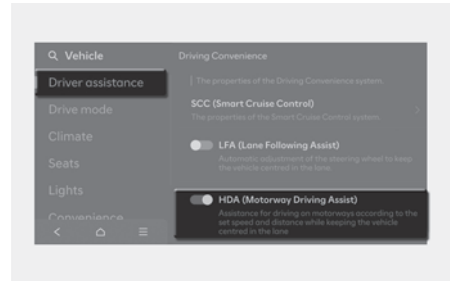 Vehicle
Driver assistance
Drive mode
Climate
Seats
Lights
Convenience
Driving Convenience
The properties of the Driving Convenience system.
SCC (Smart Cruise Control)
The properties of the Smart Cruise Control system
LFA (Lane Following Assist)
Automatic adjustment of the steering wheel to keep
the vehicle centred in the lane
HDA (Motorway Driving Assist)
Assistance for driving on motorways according to the
set speed and distance while keeping the vehicle
centred in the lane